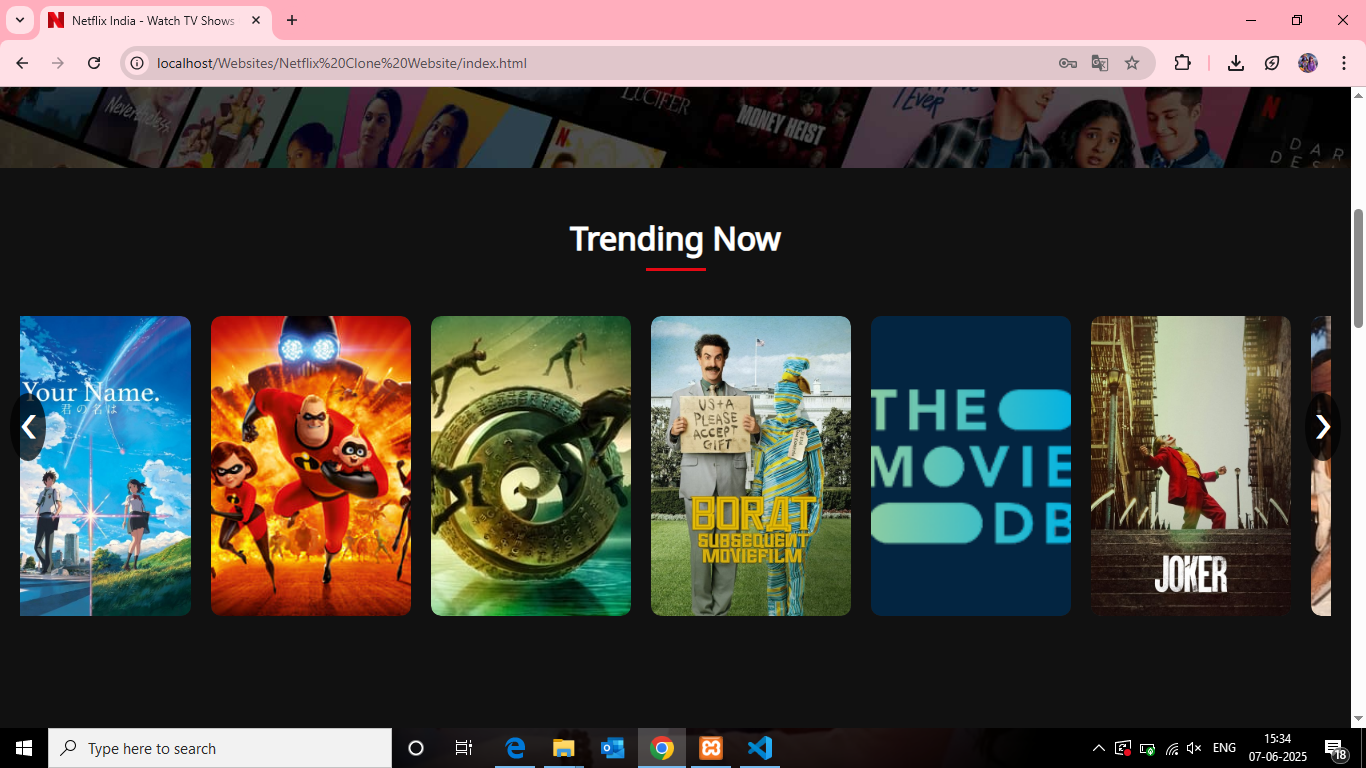 Netflix India - Watch TV Shows
localhost/Websites/Netflix%20Clone%20Website/index.html
Nevertheless,
LUCIFER
MONEY HEIST
I Ever
DAR
DES
Trending Now
Your Name.
君の名は
US+A
PLEASE
ACCEPT
GIFT
BORAT
SUBSEQUENT
MOVIEFILM
THE
MOVIE
DB
JOKER
Type here to search
ENG
15:34
07-06-2025
18